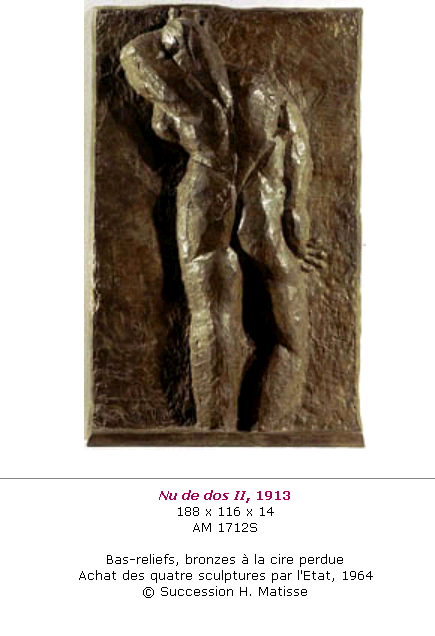 Nu de dos II, 1913
188 x 116 x 14
AM 1712S
Bas-reliefs, bronzes à la cire perdue
Achat des quatre sculptures par l'Etat, 1964
© Succession H. Matisse